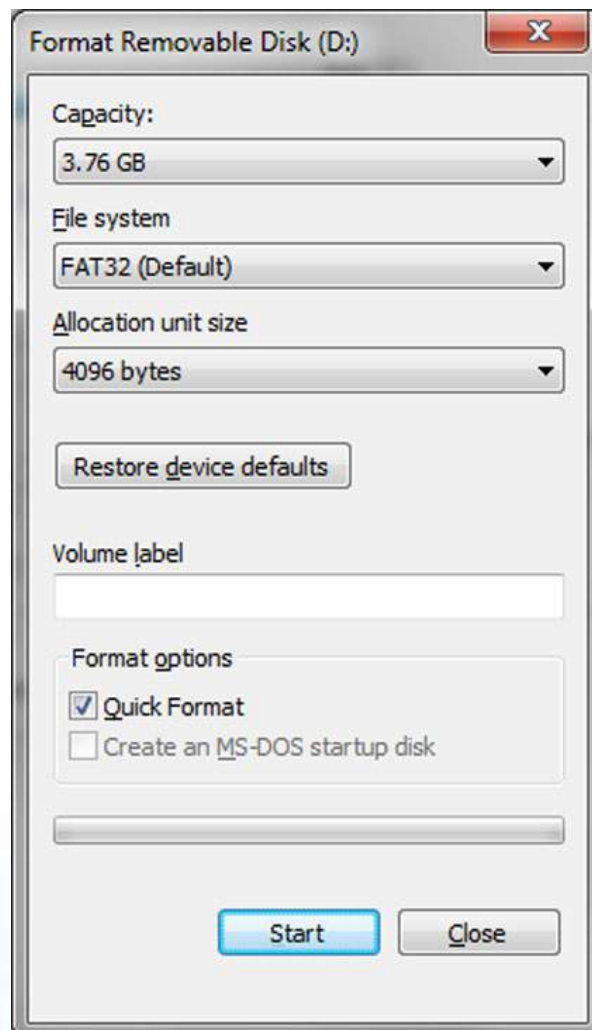 Format Removable Disk (D:)
Capacity:
3.76 GB
File system
FAT32 (Default)
Allocation unit size
4096 bytes
Restore device defaults
Volume label
Format options
Quick Format
Create an MS-DOS startup disk
Start Close